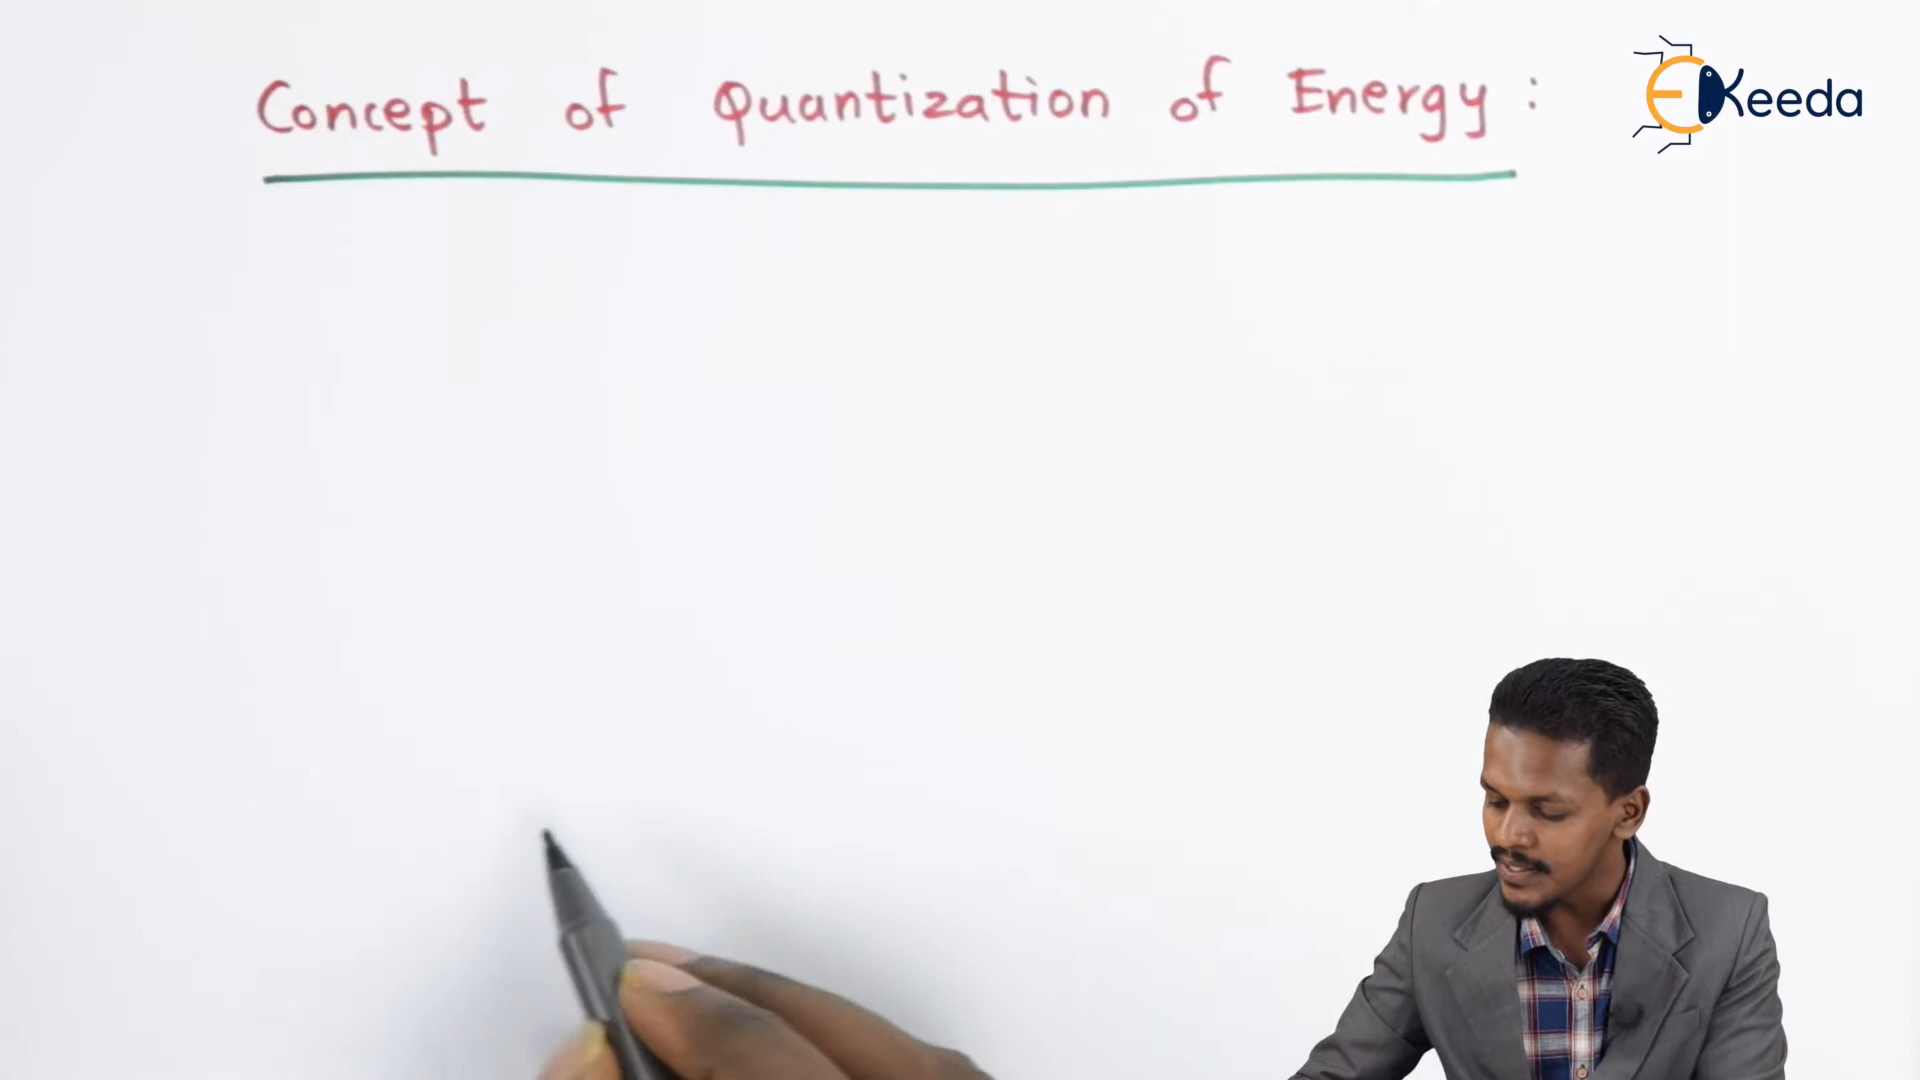 Concept of Quantization of Energy :
EKeeda